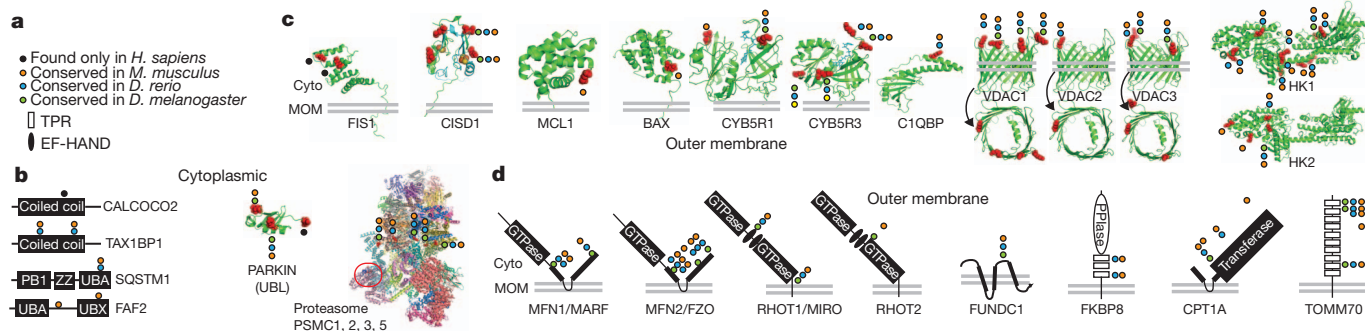 a
Found only in H. sapiens
Conserved in M. musculus
Conserved in D. rerio
Conserved in D. melanogaster
TPR
EF-HAND
b
Cytoplasmic
Coiled coil
CALCOCO2
Coiled coil
TAX1BP1
PB1 ZZ UBA SQSTM1
UBA UBX FAF2
PARKIN
(UBL)
Proteasome
PSMC1, 2, 3, 5
c
Cyto
MOM
FIS1
CISD1
MCL1
BAX
CYB5R1
CYB5R3
C1QBP
VDAC1
VDAC2
VDAC3
HK1
HK2
Outer membrane
d
Outer membrane
Cyto
MOM
GTPase
MFN1/MARF
GTPase
MFN2/FZO
GTPase
GTPase
RHOT1/MIRO
GTPase
GTPase
RHOT2
FUNDC1
PPIase
FKBP8
Transferase
CPT1A
TOMM70